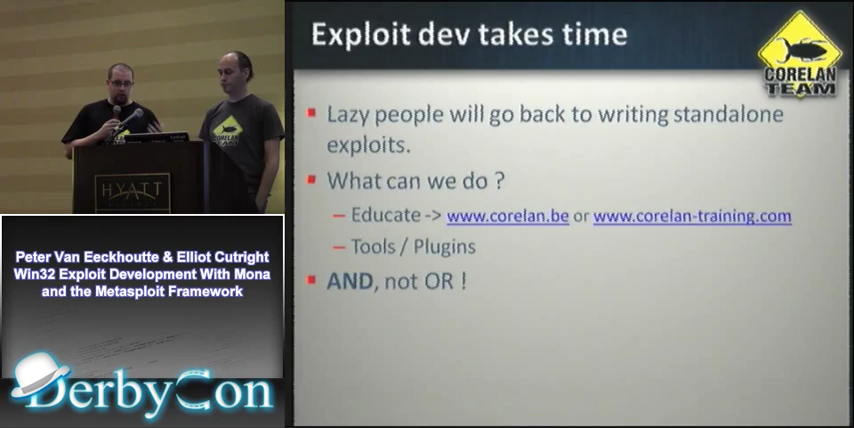 Exploit dev takes time
CORELAN
TEAM
Lazy people will go back to writing standalone
exploits.
What can we do ?
Educate -> www.corelan.be or www.corelan-training.com
Tools / Plugins
AND, not OR !
HYATT
Peter Van Eeckhoutte & Elliot Cutright
Win32 Exploit Development With Mona
and the Metasploit Framework
DerbyCon